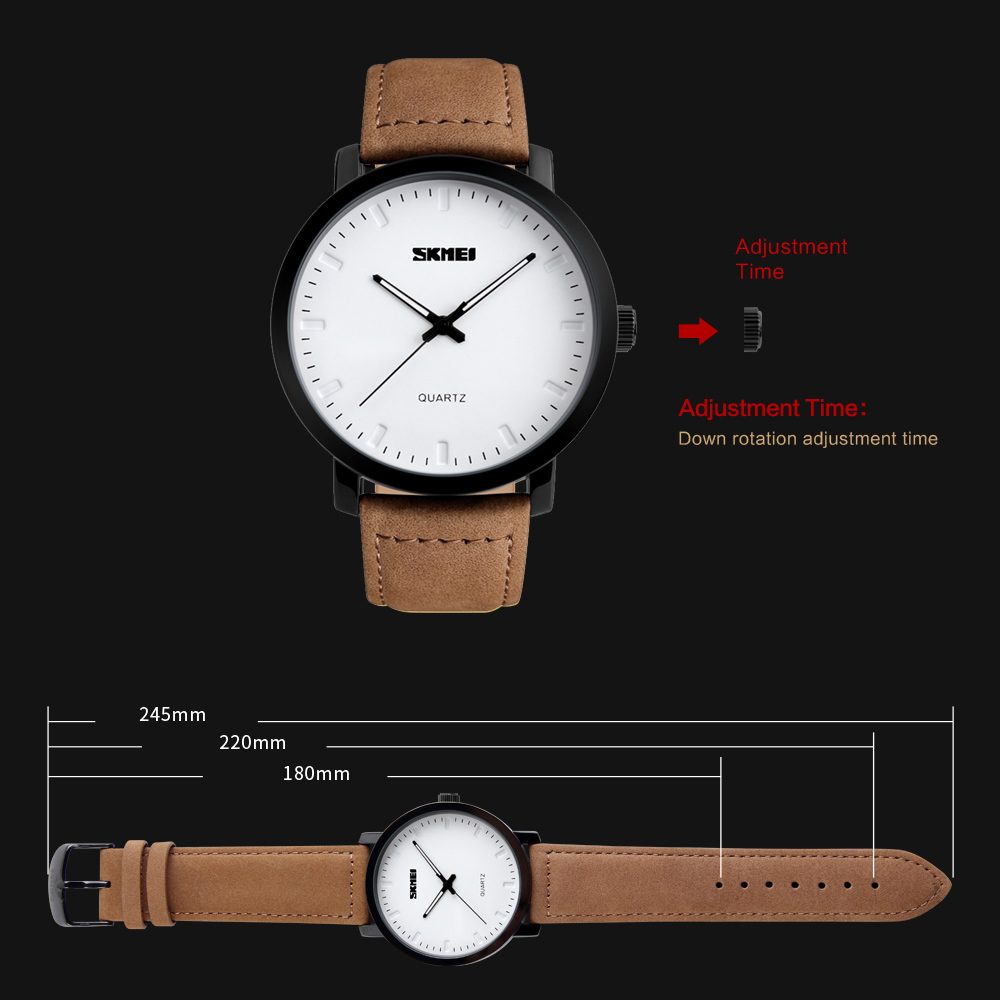 SKMEI
QUARTZ
Adjustment
Time
Adjustment Time:
Down rotation adjustment time
245mm
220mm
180mm
SKMEI
QUARTZ